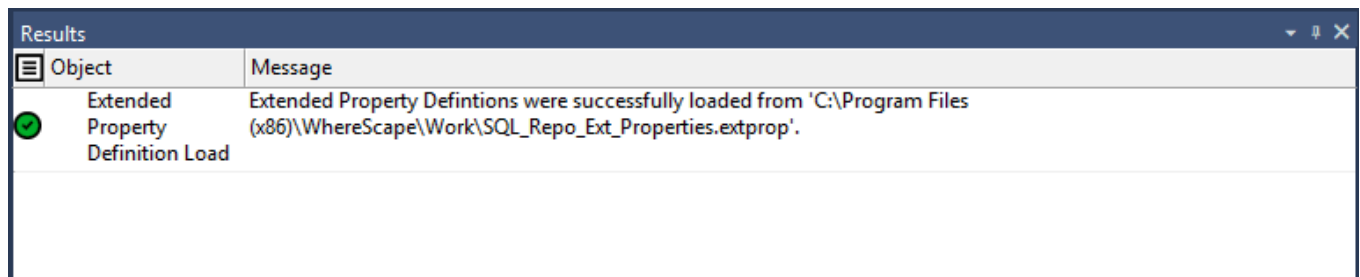 Results
Object Message
Extended Property Definition Load
Extended Property Defintions were successfully loaded from 'C:\Program Files
(x86)\WhereScape\Work\SQL_Repo_Ext_Properties.extprop'.